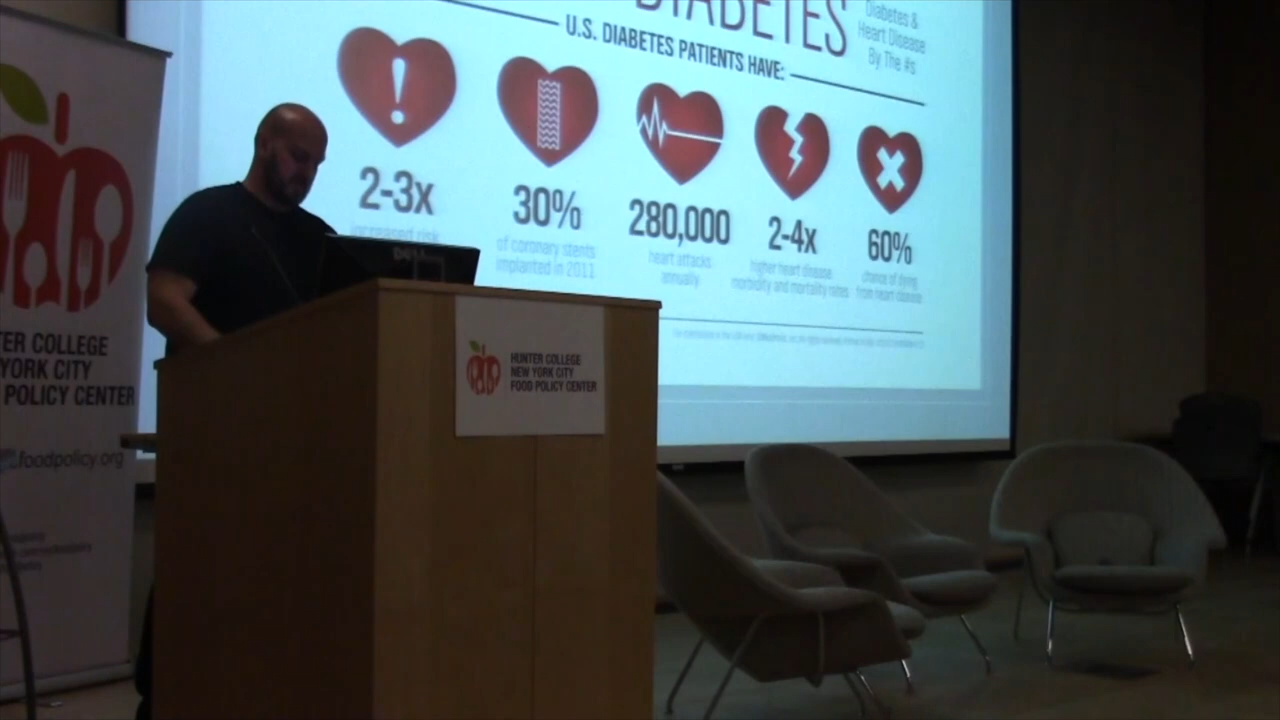 DIABETES
Diabetes &
Heart Disease
By The #s
U.S. DIABETES PATIENTS HAVE:
2-3x
increased risk
30%
of coronary stents
implanted in 2011
280,000
heart attacks
annually
2-4x
higher heart disease
morbidity and mortality rates
60%
chance of dying
from heart disease
DELL
HUNTER COLLEGE
NEW YORK CITY
FOOD POLICY CENTER
TER COLLEGE
YORK CITY
POLICY CENTER
foodpolicy.org